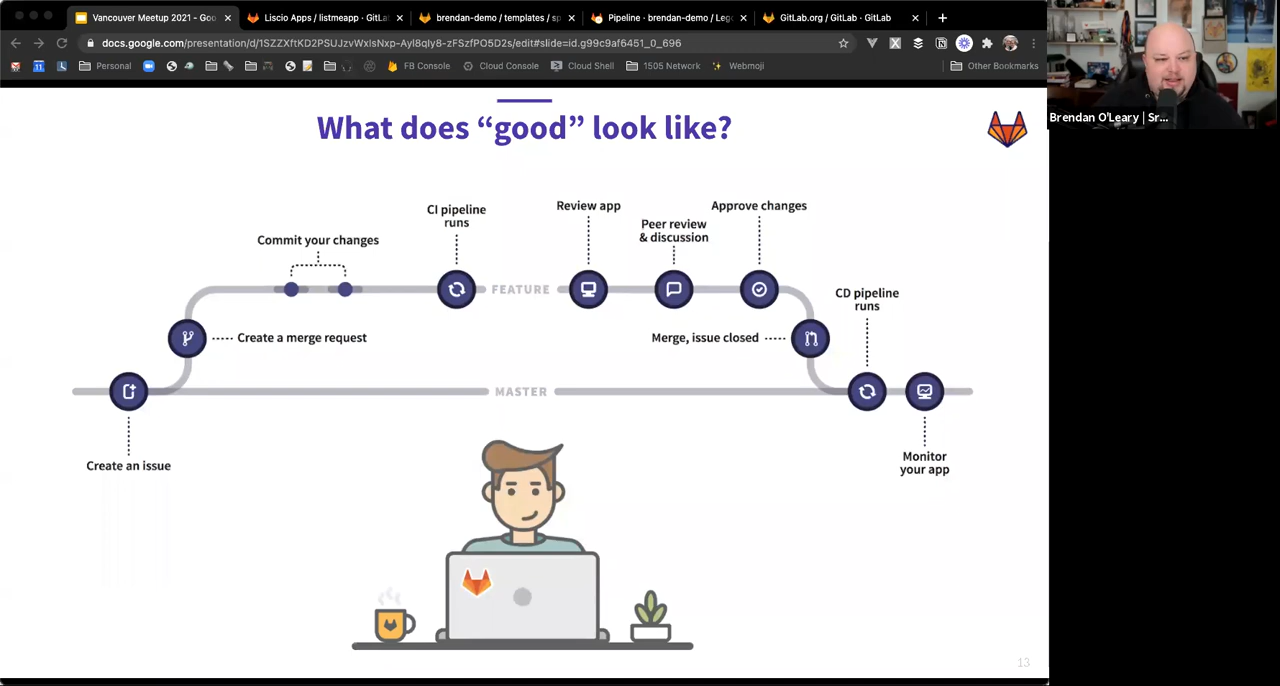 Vancouver Meetup 2021 - Goo
Liscio Apps / listmeapp · GitLa
brendan-demo / templates / sp
Pipeline · brendan-demo / Leg
GitLab.org / GitLab · GitLab
docs.google.com/presentation/d/1SZZXftKD2PSUJzvWxIsNxp-AyI8qIy8-zFSzfPO5D2s/edit#slide=id.g99c9af6451_0_696
11
Personal
FB Console
Cloud Console
Cloud Shell
1505 Network
Webmoji
Other Bookmarks
Brendan O'Leary | Sr...
What does “good” look like?
Commit your changes
CI pipeline
runs
Review app
Peer review
& discussion
Approve changes
CD pipeline
runs
FEATURE
Create a merge request
Merge, issue closed
MASTER
Create an issue
Monitor
your app
13